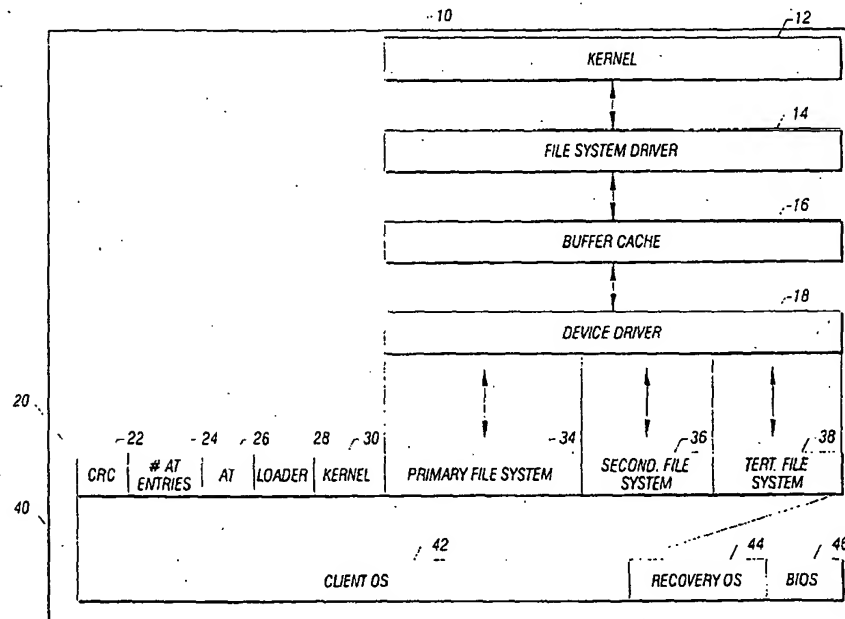 10
12
KERNEL
14
FILE SYSTEM DRIVER
16
BUFFER CACHE
18
DEVICE DRIVER
20
22 24 26 28 30 34 36 38
CRC # AT ENTRIES AT LOADER KERNEL PRIMARY FILE SYSTEM SECOND. FILE SYSTEM TERT. FILE SYSTEM
40
42 44 46
CLIENT OS RECOVERY OS BIOS